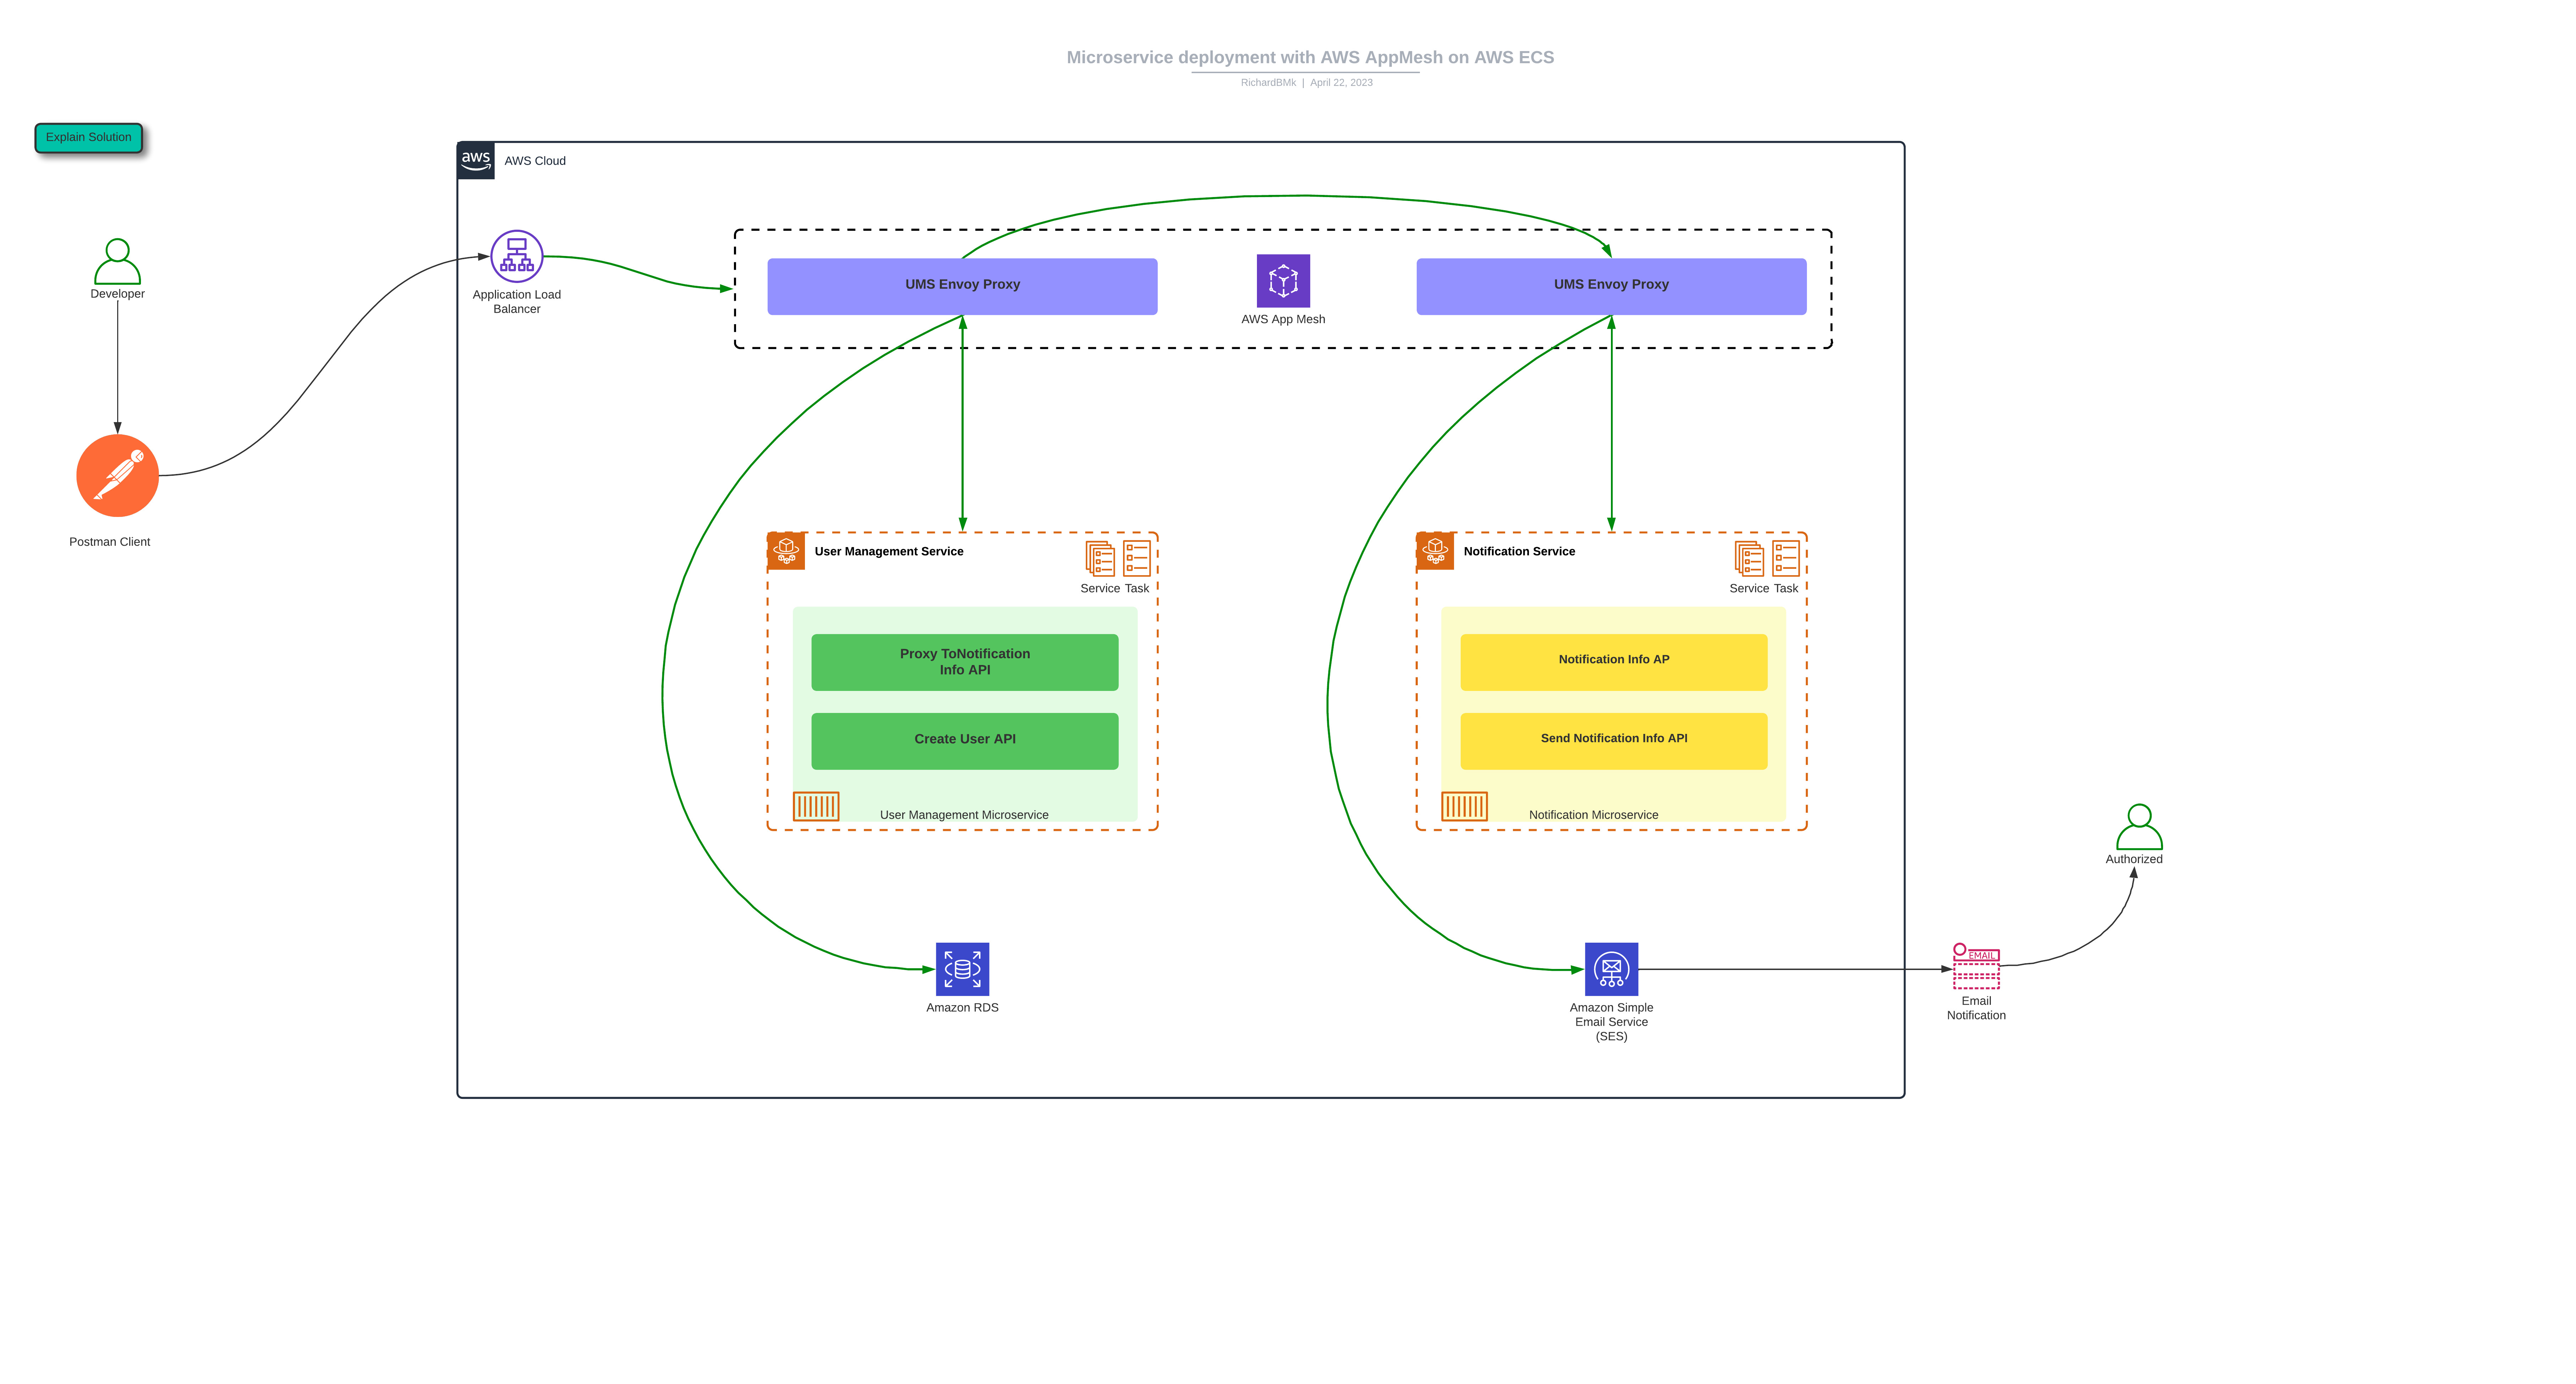 Microservice deployment with AWS AppMesh on AWS ECS
RichardBMk | April 22, 2023
Explain Solution
aws
AWS Cloud
Developer
Application Load
Balancer
UMS Envoy Proxy
AWS App Mesh
UMS Envoy Proxy
Postman Client
User Management Service
Service Task
Proxy ToNotification
Info API
Create User API
User Management Microservice
Notification Service
Service Task
Notification Info AP
Send Notification Info API
Notification Microservice
Authorized
Amazon RDS
Amazon Simple
Email Service
(SES)
EMAIL
Email
Notification